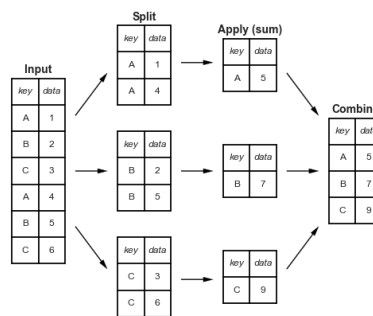 Input
key data
A 1
B 2
C 3
A 4
B 5
C 6
Split
key data
A 1
A 4
key data
B 2
B 5
key data
C 3
C 6
Apply (sum)
key data
A 5
key data
B 7
key data
C 9
Combin
key data
A 5
B 7
C 9